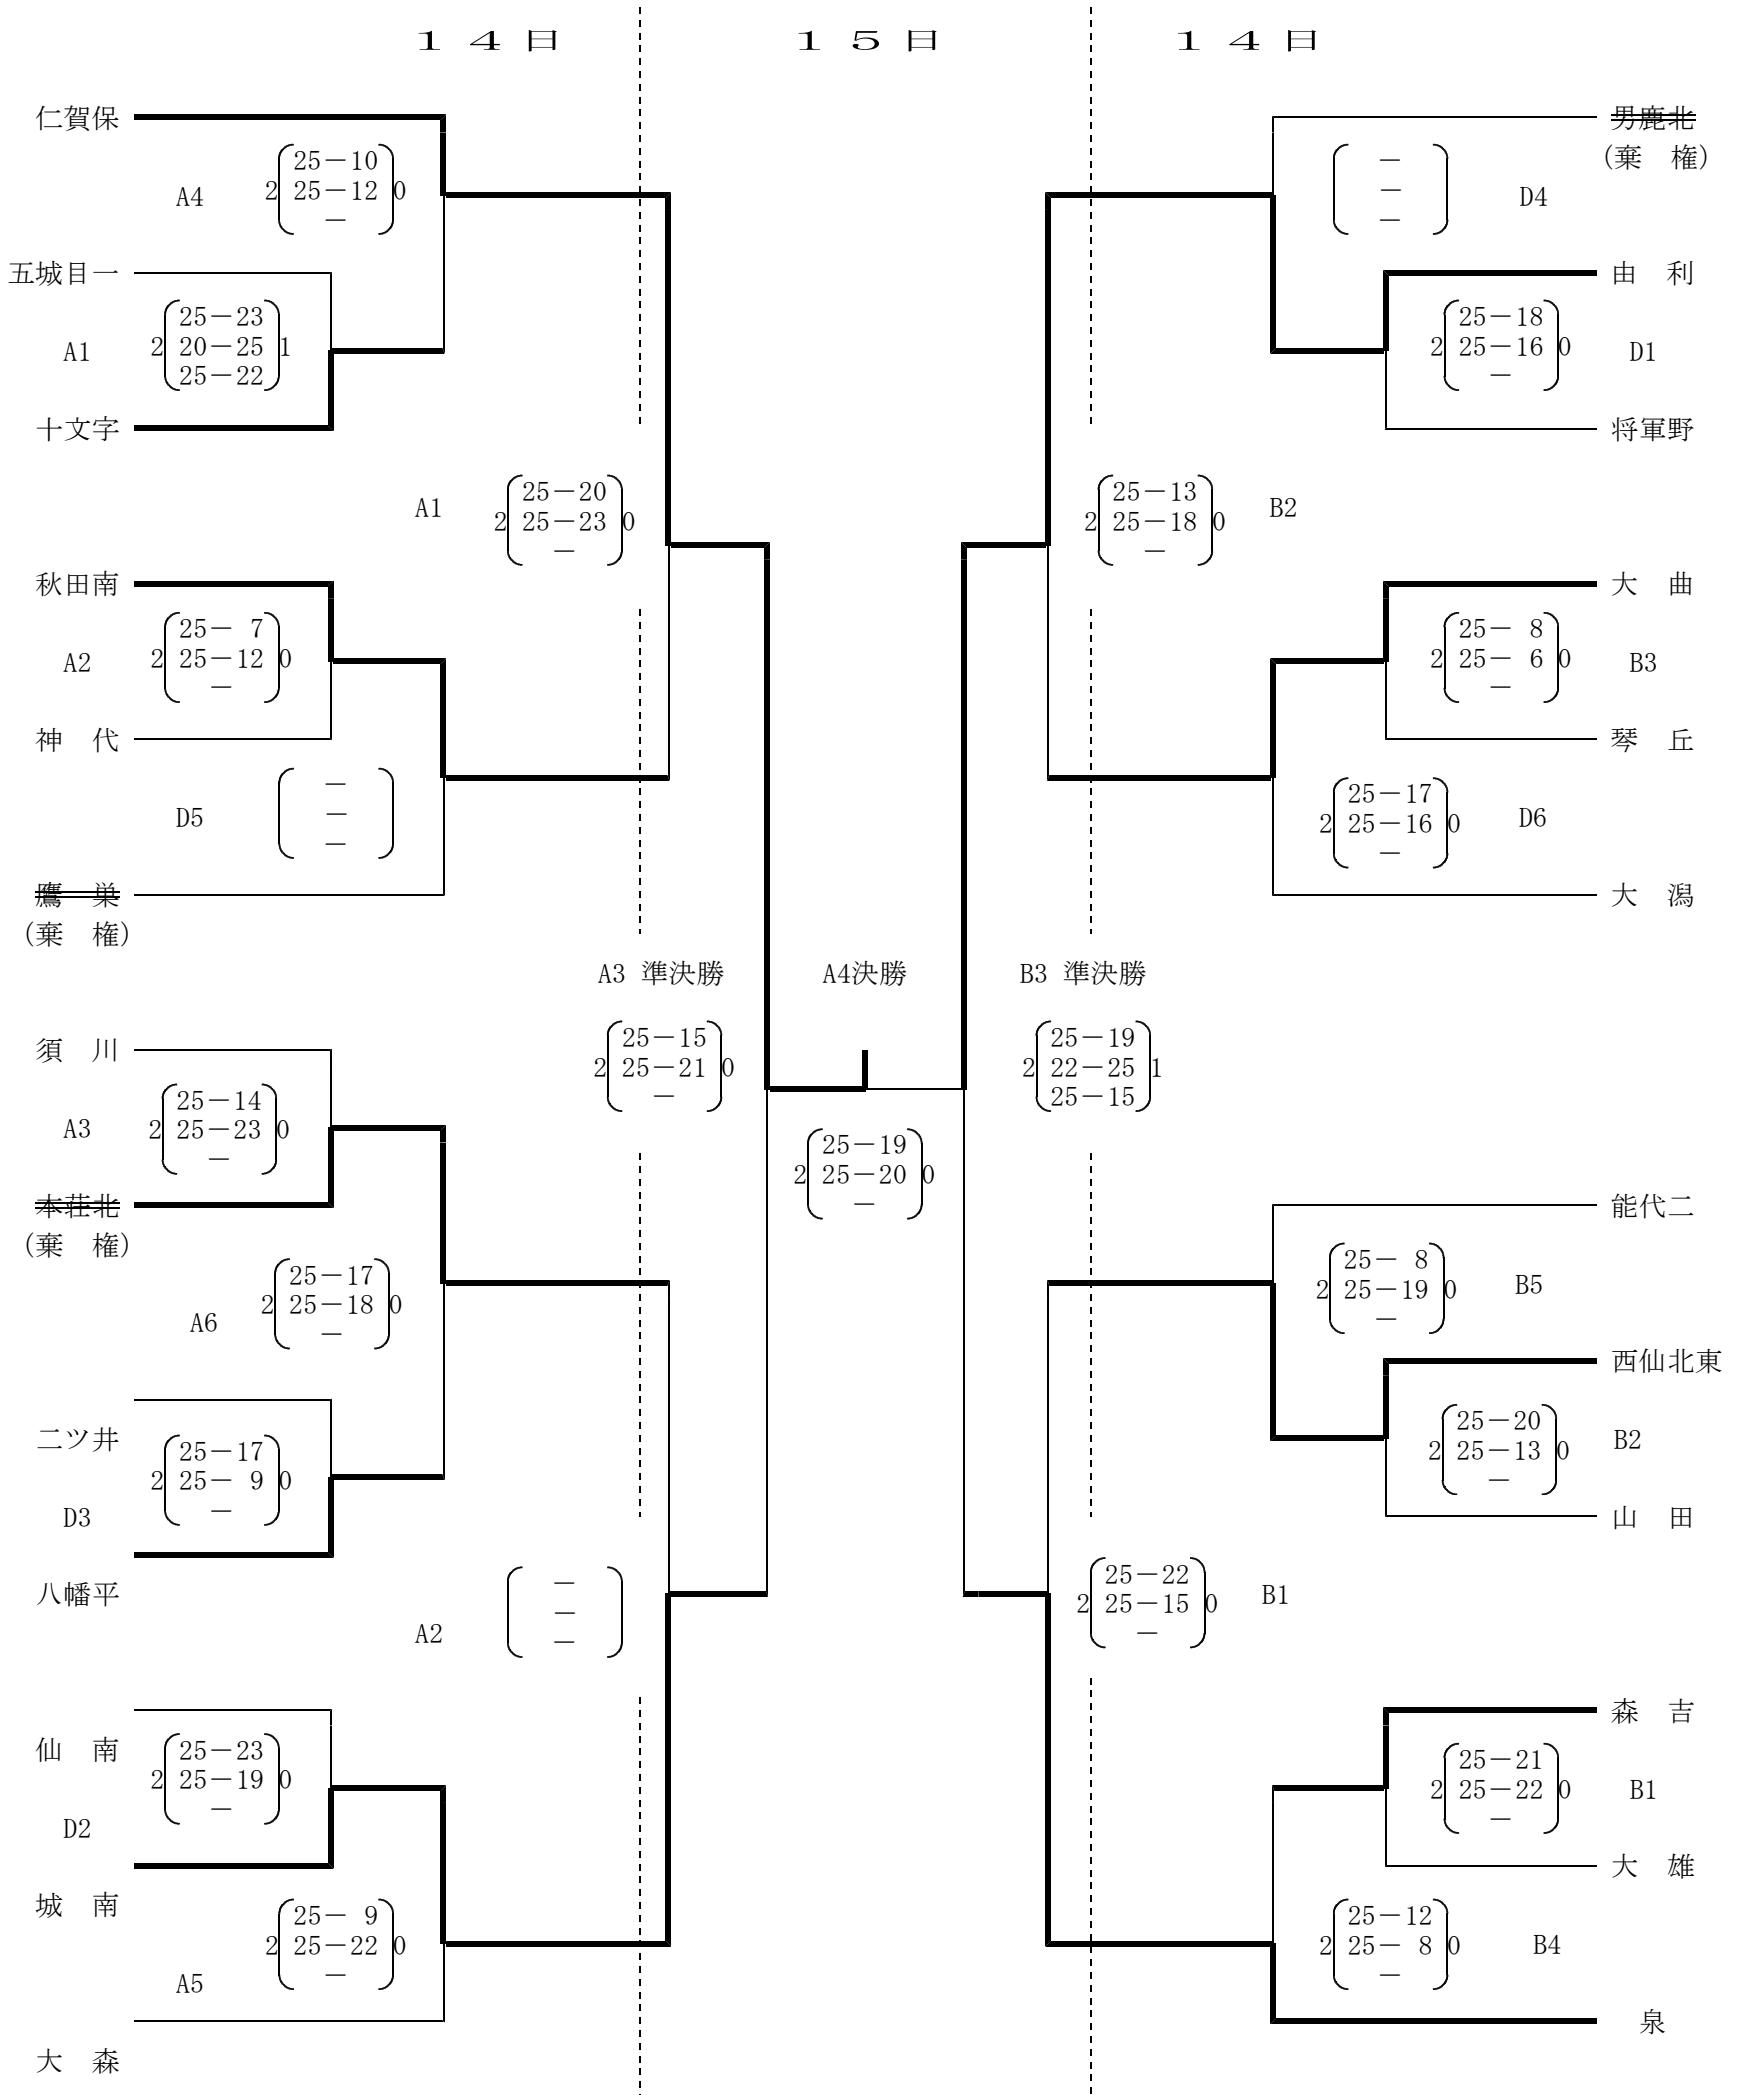 １４日
１５日
１４日
仁賀保
25－10
A4
2 25－12 0
－
五城目一
25－23
A1
2 20－25 1
25－22
十文字
A1
25－20
2 25－23 0
－
秋田南
25－ 7
A2
2 25－12 0
－
神　代
－
D5
－
－
鷹　巣
(棄　権)
須　川
25－14
A3
2 25－23 0
－
本荘北
(棄　権)
25－17
A6
2 25－18 0
－
二ツ井
25－17
2 25－ 9 0
－
D3
八幡平
A2
－
－
－
仙　南
25－23
2 25－19 0
－
D2
城　南
25－ 9
2 25－22 0
－
A5
大　森
A3 準決勝
25－15
2 25－21 0
－
A4決勝
25－19
2 25－20 0
－
B3 準決勝
25－19
2 22－25 1
25－15
男鹿北
(棄　権)
－
－
－
D4
由　利
25－18
2 25－16 0
－
D1
将軍野
25－13
2 25－18 0
－
B2
大　曲
25－ 8
2 25－ 6 0
－
B3
琴　丘
25－17
2 25－16 0
－
D6
大　潟
能代二
25－ 8
2 25－19 0
－
B5
西仙北東
25－20
2 25－13 0
－
B2
山　田
25－22
2 25－15 0
－
B1
森　吉
25－21
2 25－22 0
－
B1
大　雄
25－12
2 25－ 8 0
－
B4
泉